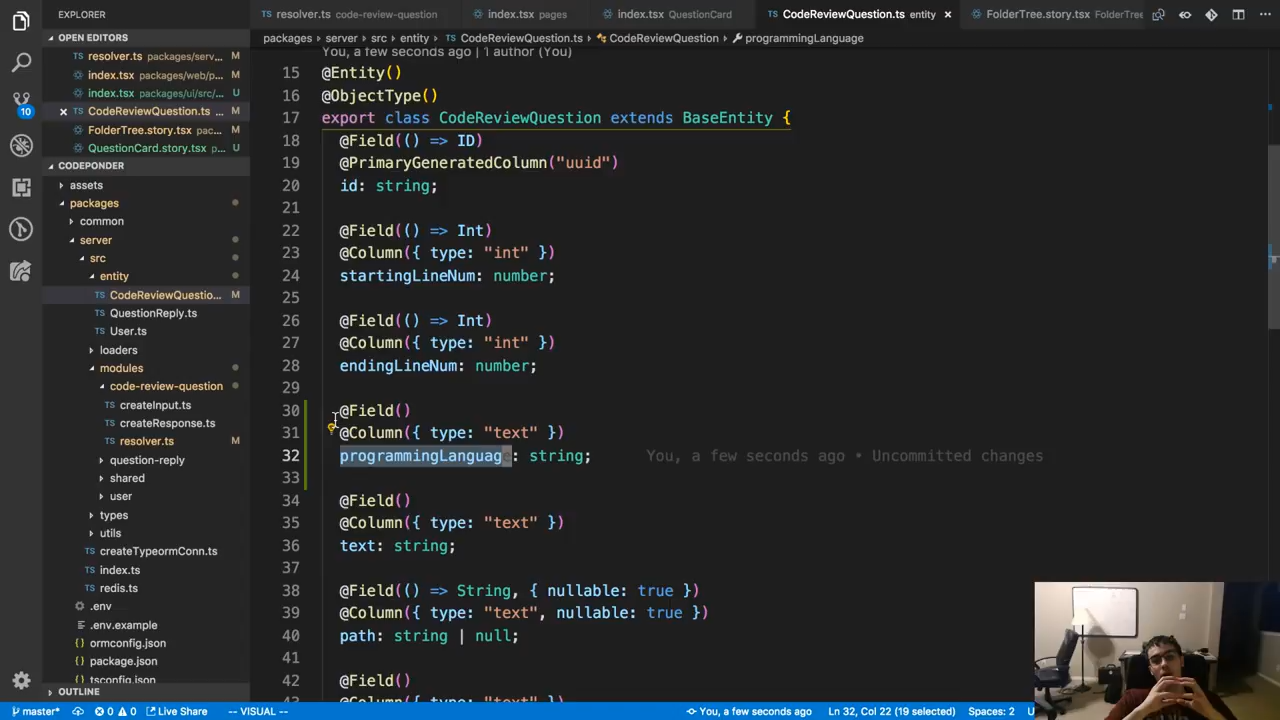 resolver.ts code-review-question
index.tsx pages
index.tsx QuestionCard
CodeReviewQuestion.ts entity
FolderTree.story.tsx FolderTree
packages > server > src > entity > CodeReviewQuestion.ts > CodeReviewQuestion > programmingLanguage
OPEN EDITORS
resolver.ts packages/serv... M
index.tsx packages/web/p... M
index.tsx packages/ui/src/... U
CodeReviewQuestion.ts ... M
FolderTree.story.tsx pac... M
QuestionCard.story.tsx p... U
CODEPONDER
assets
packages
common
server
src
entity
CodeReviewQuestio... M
QuestionReply.ts
User.ts
loaders
modules
code-review-question
createInput.ts
createResponse.ts
resolver.ts M
question-reply
shared
user
types
utils
createTypeormConn.ts
index.ts
redis.ts
.env
.env.example
ormconfig.json
package.json
tsconfig.json
OUTLINE
10
You, a few seconds ago | 1 author (You)
15 @Entity()
16 @ObjectType()
17 export class CodeReviewQuestion extends BaseEntity {
18 @Field(() => ID)
19 @PrimaryGeneratedColumn("uuid")
20 id: string;
21
22 @Field(() => Int)
23 @Column({ type: "int" })
24 startingLineNum: number;
25
26 @Field(() => Int)
27 @Column({ type: "int" })
28 endingLineNum: number;
29
30 @Field()
31 @Column({ type: "text" })
32 programmingLanguage: string; You, a few seconds ago • Uncommitted changes
33
34 @Field()
35 @Column({ type: "text" })
36 text: string;
37
38 @Field(() => String, { nullable: true })
39 @Column({ type: "text", nullable: true })
40 path: string | null;
41
42 @Field()
master* 0 0 Live Share -- VISUAL -- You, a few seconds ago Ln 32, Col 22 (19 selected) Spaces: 2